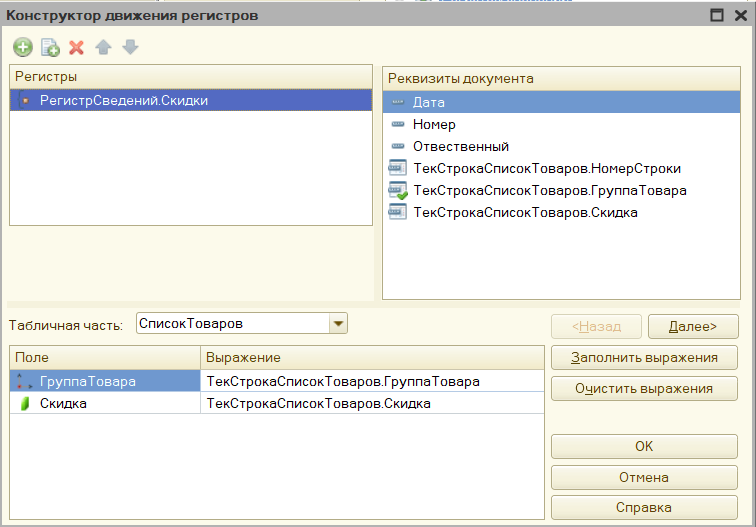 Конструктор движения регистров
Регистры
РегистрСведений.Скидки
Реквизиты документа
Дата
Номер
Отвественный
ТекСтрокаСписокТоваров.НомерСтроки
ТекСтрокаСписокТоваров.ГруппаТовара
ТекСтрокаСписокТоваров.Скидка
Табличная часть: СписокТоваров
<Назад Далее>
Поле Выражение
ГруппаТовара ТекСтрокаСписокТоваров.ГруппаТовара
Скидка ТекСтрокаСписокТоваров.Скидка
Заполнить выражения
Очистить выражения
OK
Отмена
Справка